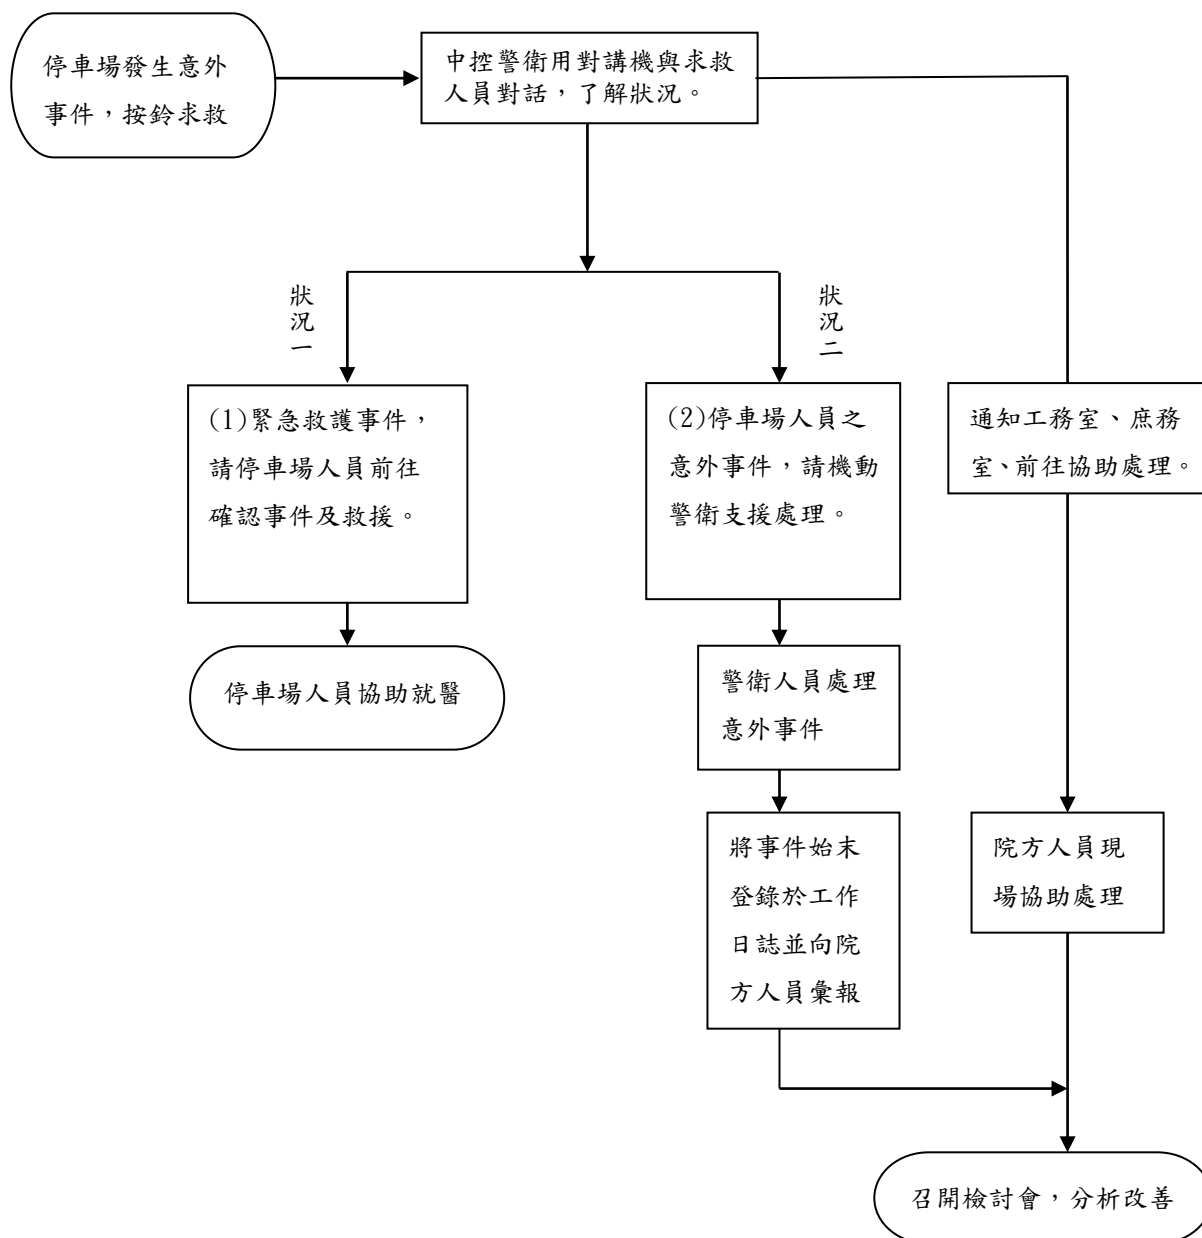 停車場發生意外
事件，按鈴求救
中控警衛用對講機與求救
人員對話，了解狀況。
狀況一
狀況二
(1)緊急救護事件，
請停車場人員前往
確認事件及救援。
(2)停車場人員之
意外事件，請機動
警衛支援處理。
通知工務室、庶務
室、前往協助處理。
停車場人員協助就醫
警衛人員處理
意外事件
將事件始末
登錄於工作
日誌並向院
方人員彙報
院方人員現
場協助處理
召開檢討會，分析改善